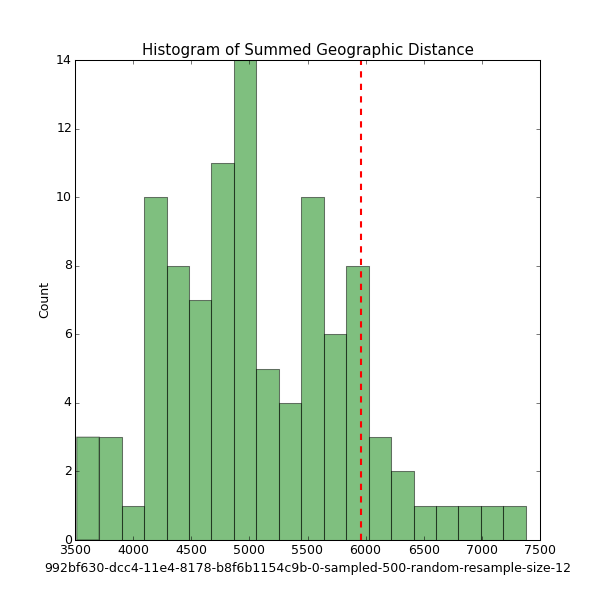 Histogram of Summed Geographic Distance
14
12
10
8
6
4
2
0
Count
3500 4000 4500 5000 5500 6000 6500 7000 7500
992bf630-dcc4-11e4-8178-b8f6b1154c9b-0-sampled-500-random-resample-size-12